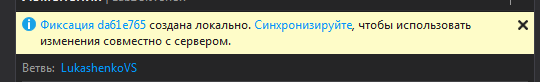 Фиксация da61e765 создана локально. Синхронизируйте, чтобы использовать
изменения совместно с сервером.
Ветвь: LukashenkoVS